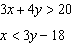 3x + 4y > 20
x < 3y − 18